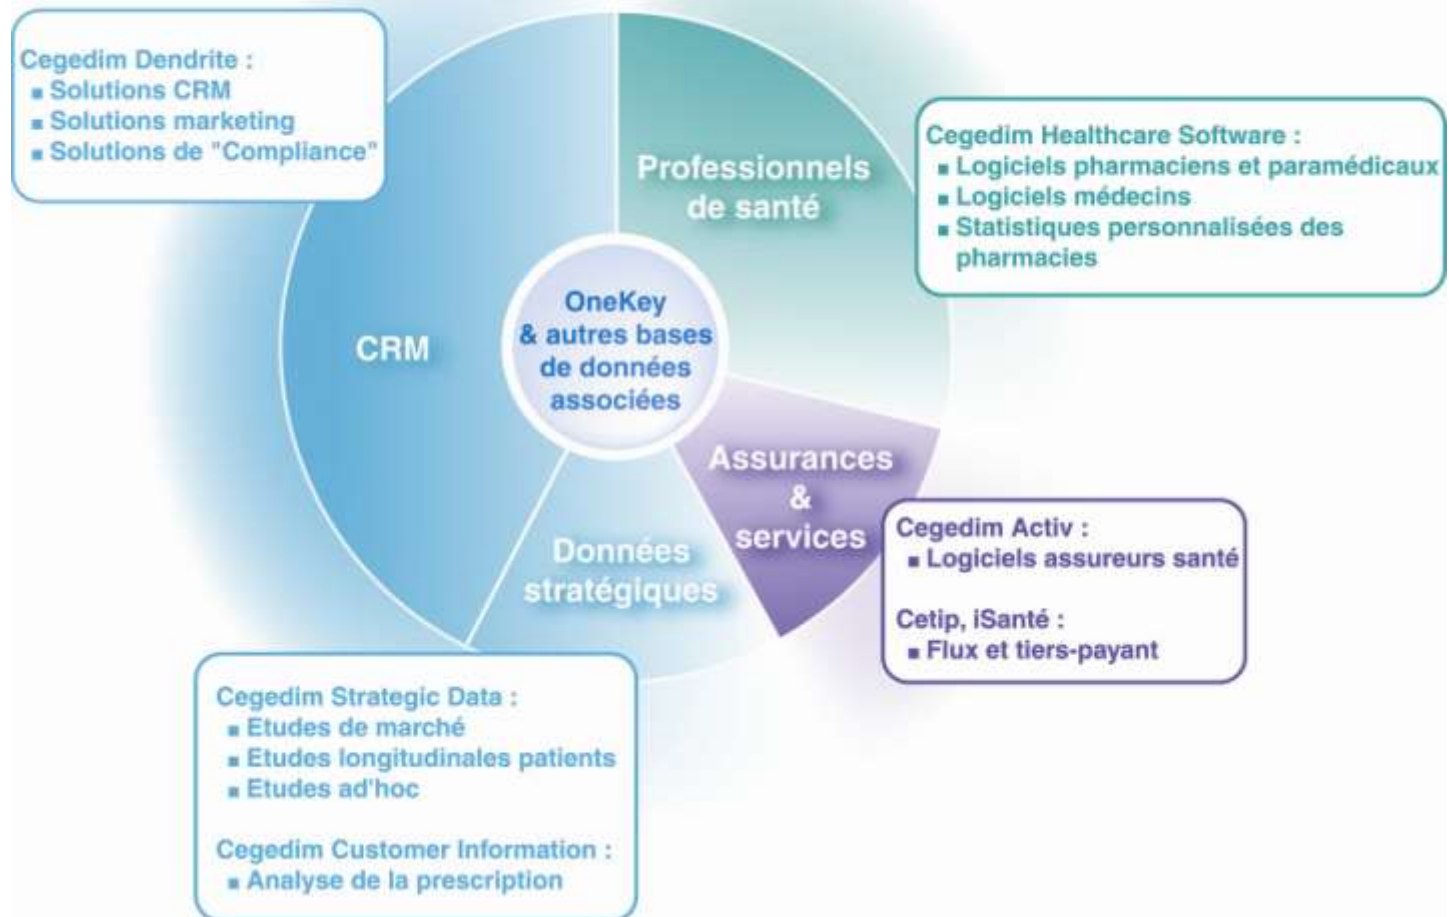 Cegedim Dendrite :
▪ Solutions CRM
▪ Solutions marketing
▪ Solutions de "Compliance"
Professionnels
de santé
Cegedim Healthcare Software :
▪ Logiciels pharmaciens et paramédicaux
▪ Logiciels médecins
▪ Statistiques personnalisées des
pharmacies
CRM
OneKey
& autres bases
de données
associées
Assurances
&
services
Cegedim Activ :
▪ Logiciels assureurs santé
Cetip, iSanté :
▪ Flux et tiers-payant
Données
stratégiques
Cegedim Strategic Data :
▪ Etudes de marché
▪ Etudes longitudinales patients
▪ Etudes ad'hoc
Cegedim Customer Information :
▪ Analyse de la prescription